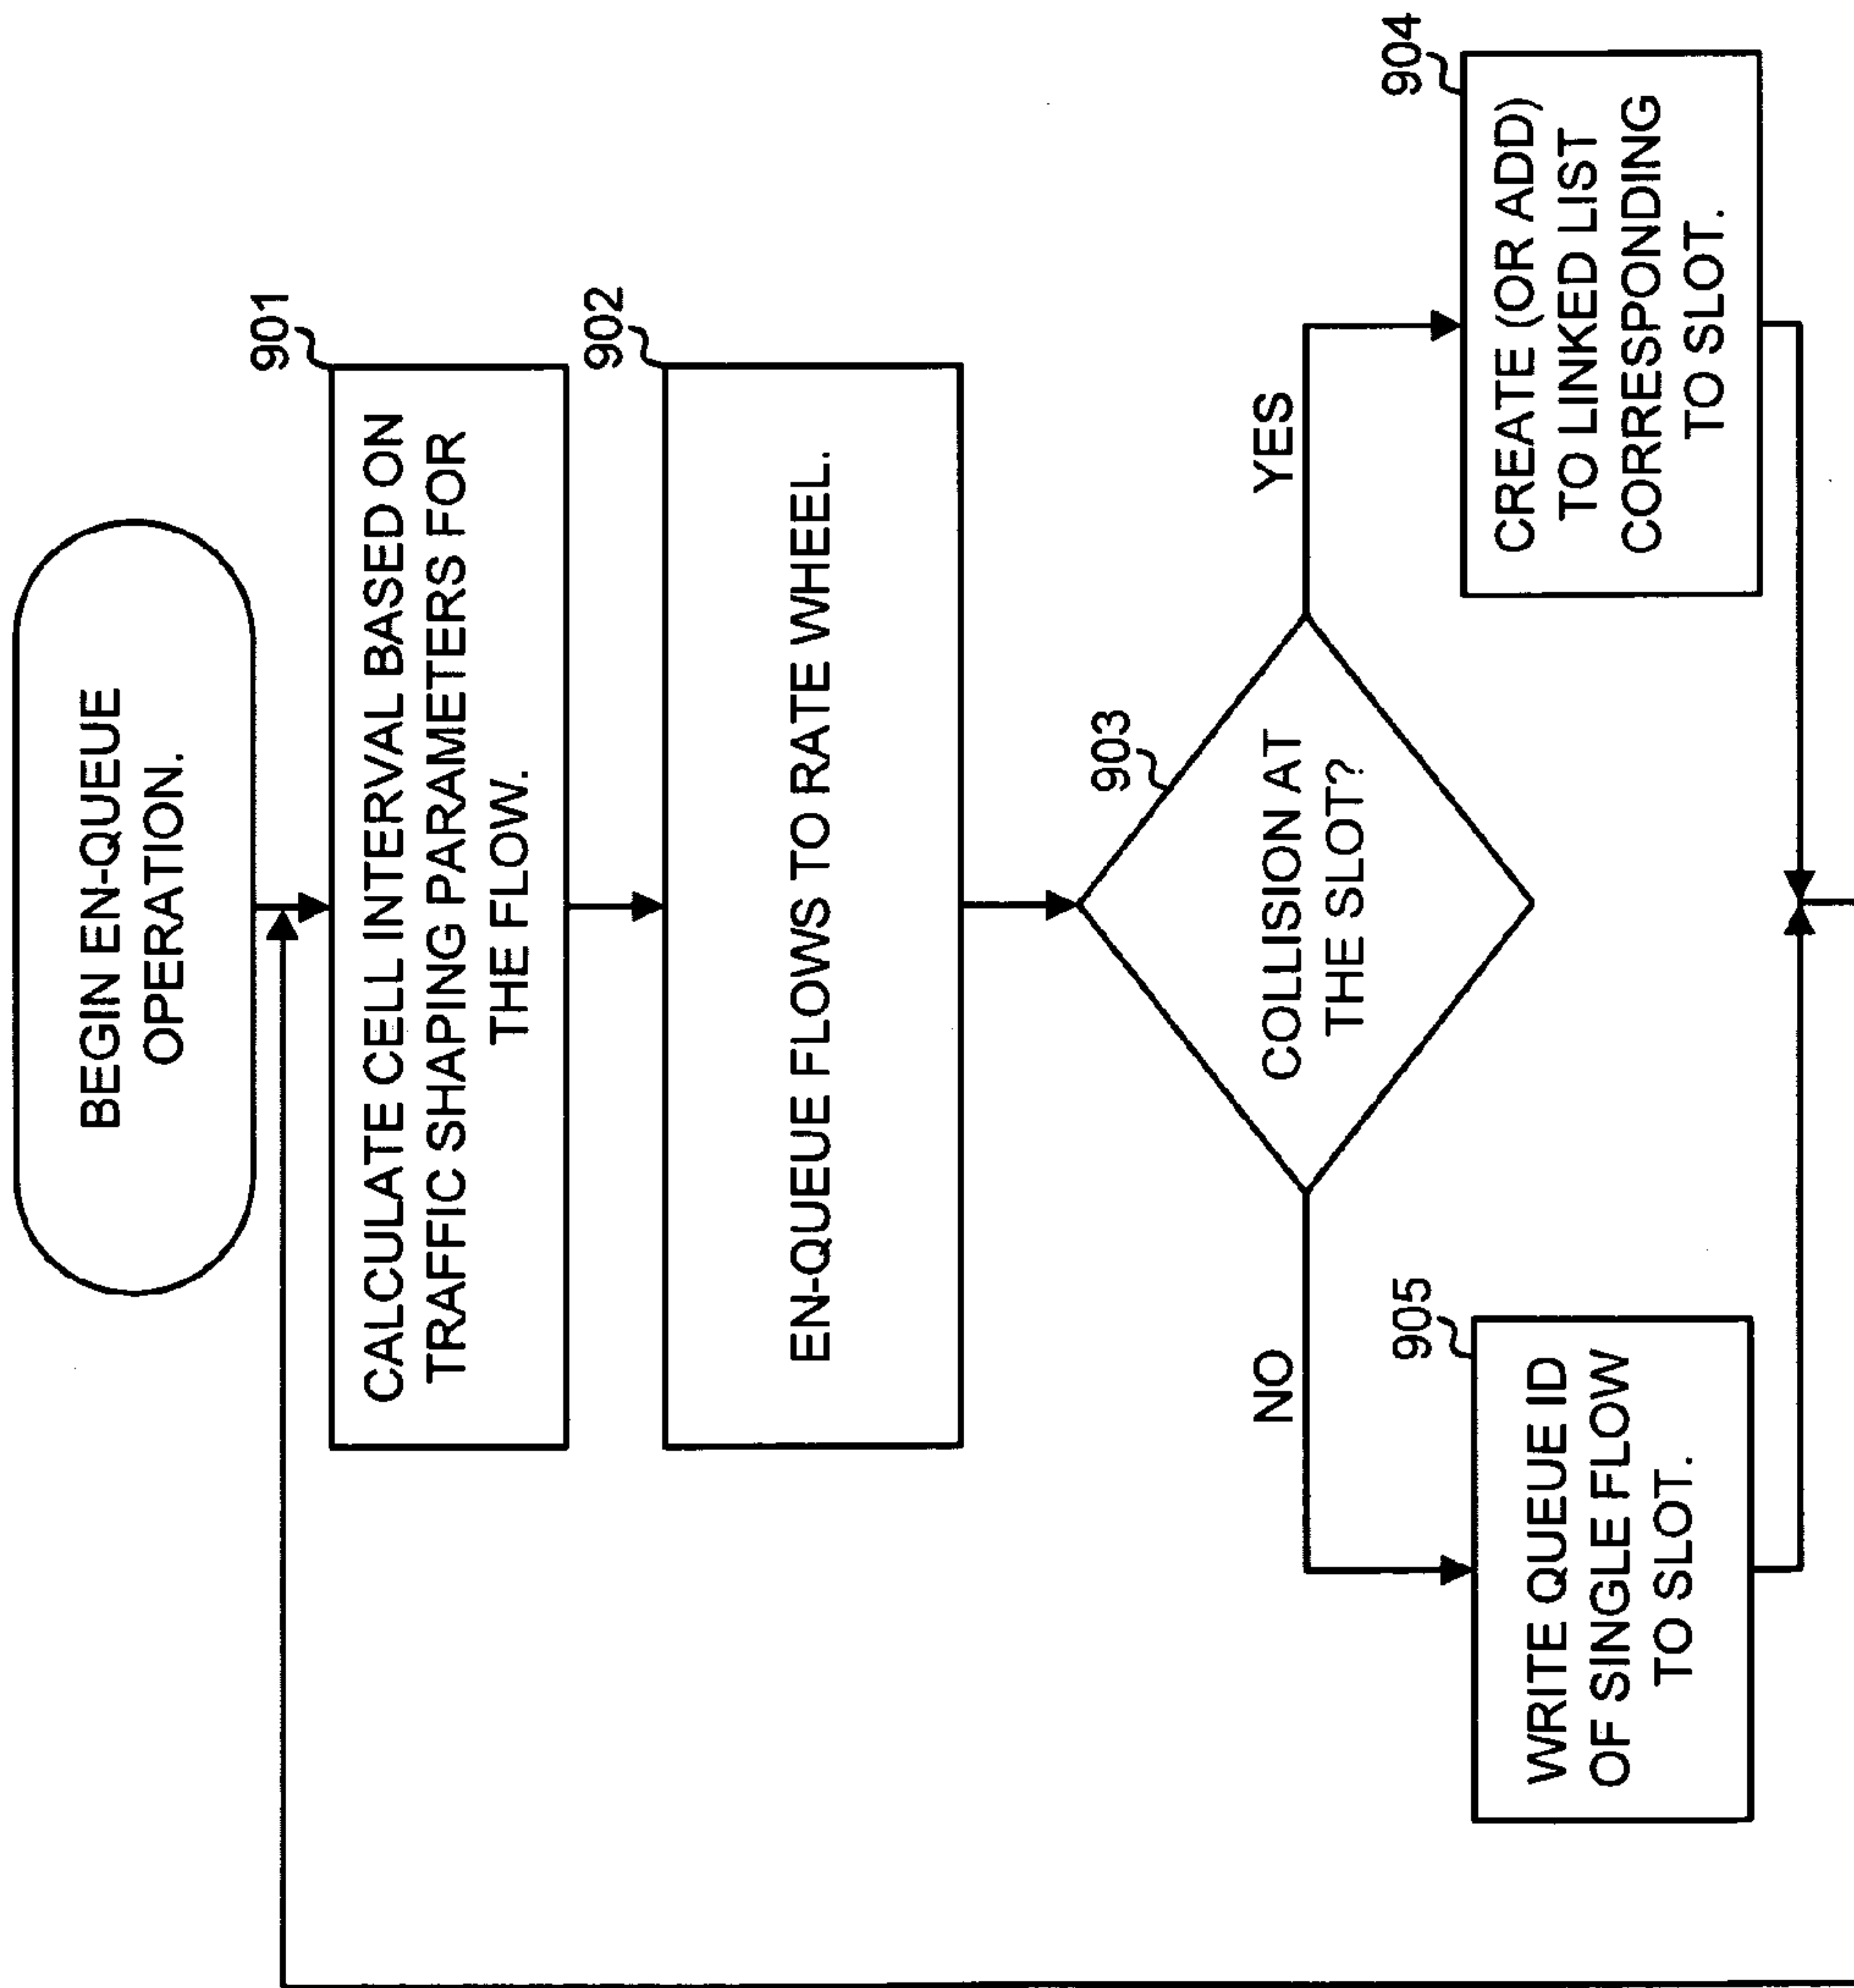 BEGIN EN-QUEUE
OPERATION.
901
CALCULATE CELL INTERVAL BASED ON
TRAFFIC SHAPING PARAMETERS FOR
THE FLOW.
902
EN-QUEUE FLOWS TO RATE WHEEL.
903
COLLISION AT
THE SLOT?
NO
YES
905
WRITE QUEUE ID
OF SINGLE FLOW
TO SLOT.
904
CREATE (OR ADD)
TO LINKED LIST
CORRESPONDING
TO SLOT.